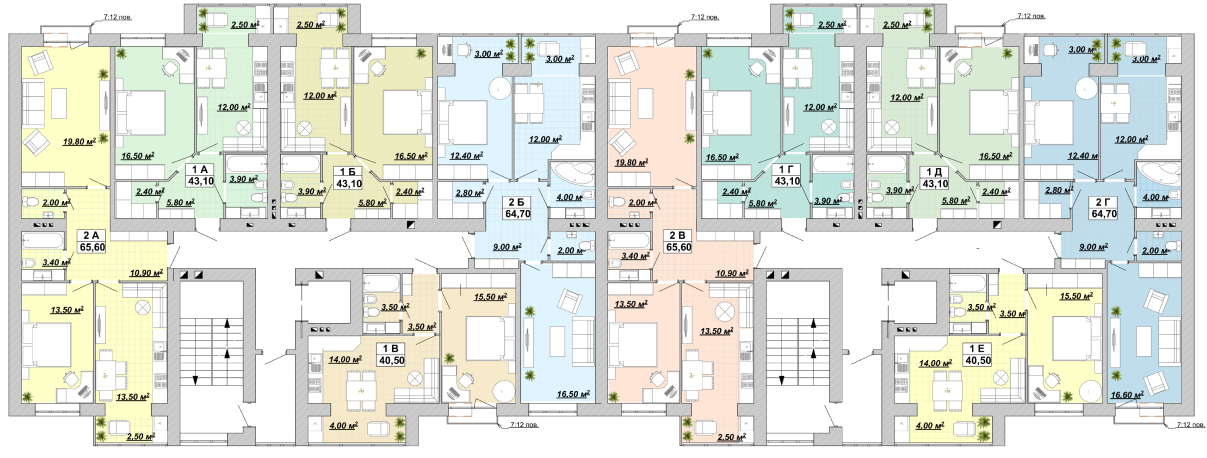 7:12 пов.
7:12 пов.
7:12 пов.
2.50 м²
2.50 м²
2.50 м²
2.50 м²
3.00 м²
3.00 м²
3.00 м²
3.00 м²
12.00 м²
12.00 м²
12.00 м²
12.00 м²
19.80 м²
16.50 м²
16.50 м²
12.40 м²
12.00 м²
19.80 м²
16.50 м²
16.50 м²
12.40 м
12.00 м²
1 А
43,10
3.90 м²
2.40 м²
5.80 м²
1 Б
43,10
3.90 м²
2.40 м²
5.80 м²
2.80 м²
4.00 м²
2 Б
64,70
9.00 м²
2.00 м²
1 Г
43,10
2.40 м²
5.80 м²
3.90 м²
1 Д
43,10
3.90 м²
2.40 м²
5.80 м²
2.80 м²
4.00 м²
2 Г
64,70
9.00 м²
2.00 м²
2.00 м²
2 А
65,60
3.40 м²
10.90 м²
2.00 м²
2 В
65,60
3.40 м²
10.90 м²
13.50 м²
13.50 м²
2.50 м²
3.50 м²
3.50 м²
15.50 м²
1 В
40,50
14.00 м²
4.00 м²
16.50 м²
13.50 м²
13.50 м²
2.50 м²
3.50 м²
3.50 м²
15.50 м²
1 Е
40,50
14.00 м²
4.00 м²
16.60 м²
7:12 пов.
7:12 пов.